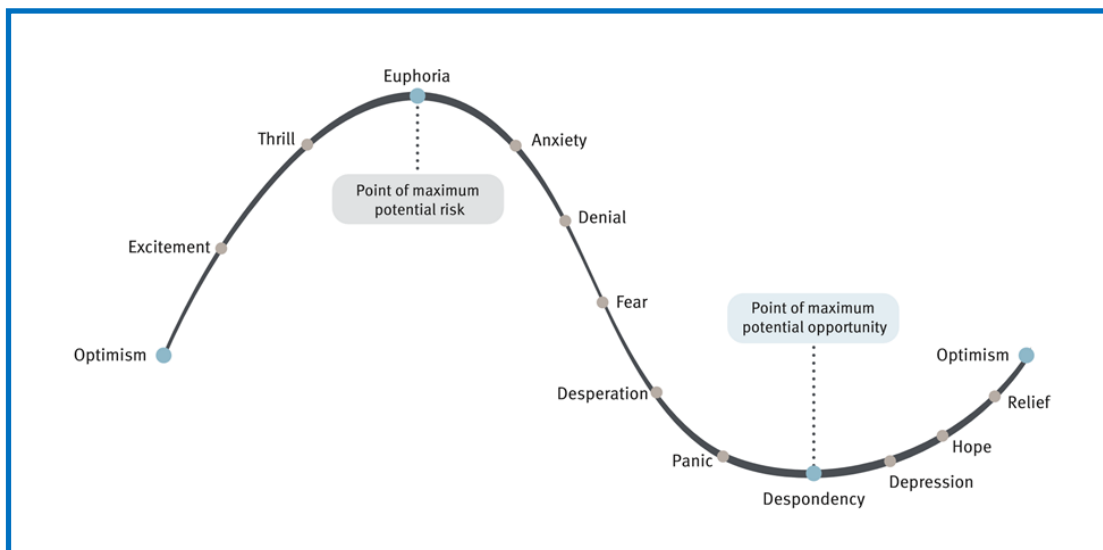 Euphoria
Thrill
Anxiety
Point of maximum
potential risk
Denial
Excitement
Fear
Point of maximum
potential opportunity
Optimism
Optimism
Desperation
Relief
Hope
Panic
Depression
Despondency